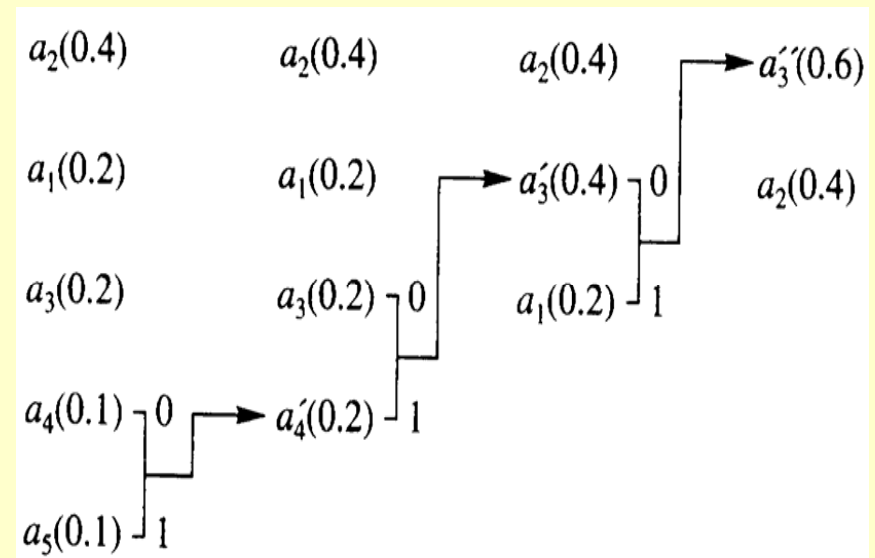 a₂(0.4) a₂(0.4) a₂(0.4) a₃′′(0.6)
a₁(0.2) a₁(0.2) a₃′(0.4) 0 a₂(0.4)
a₃(0.2) a₃(0.2) 0 a₁(0.2) 1
a₄(0.1) 0 a₄′(0.2) 1
a₅(0.1) 1